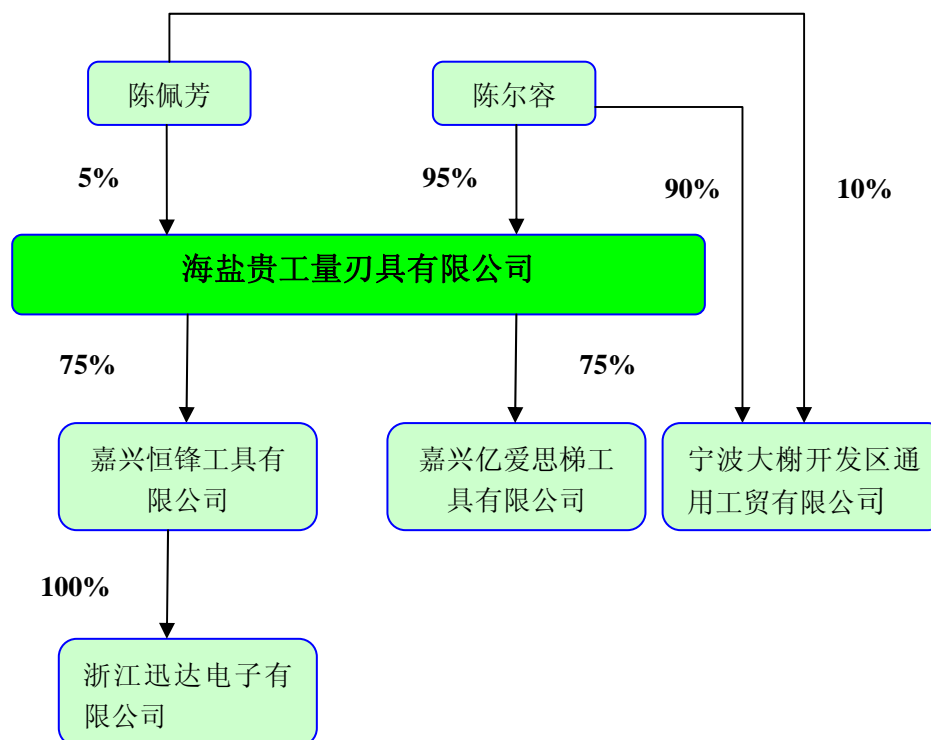 陈佩芳
陈尔容
5%
95%
90%
10%
海盐贵工量刃具有限公司
75%
75%
嘉兴恒锋工具有
限公司
嘉兴亿爱思梯工
具有限公司
宁波大榭开发区通
用工贸有限公司
100%
浙江迅达电子有
限公司